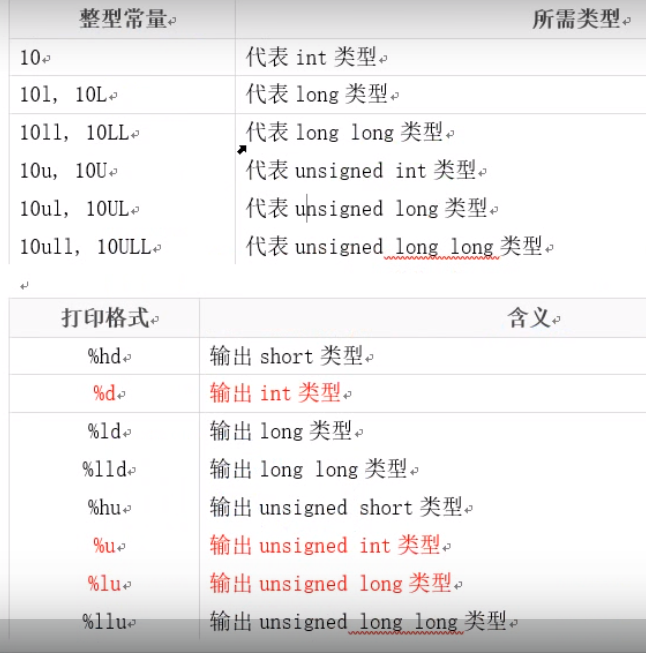 整型常量 所需类型
10 代表 int 类型
10l, 10L 代表 long 类型
10ll, 10LL 代表 long long 类型
10u, 10U 代表 unsigned int 类型
10ul, 10UL 代表 unsigned long 类型
10ull, 10ULL 代表 unsigned long long 类型
打印格式 含义
%hd 输出 short 类型
%d 输出 int 类型
%ld 输出 long 类型
%lld 输出 long long 类型
%hu 输出 unsigned short 类型
%u 输出 unsigned int 类型
%lu 输出 unsigned long 类型
%llu 输出 unsigned long long 类型